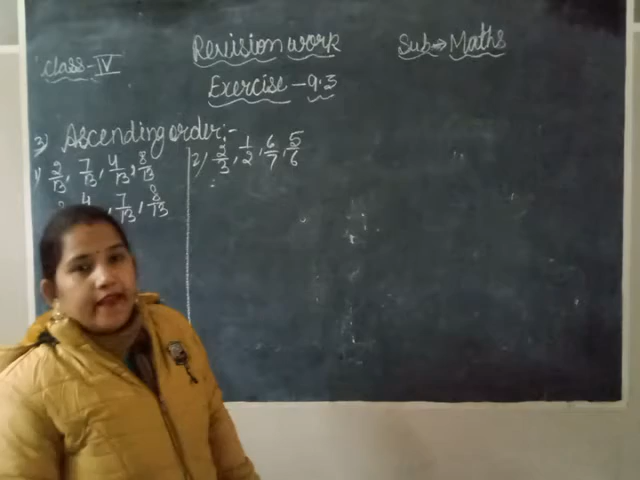 Revision work
Sub⇒ Maths
Class-IV
Exercise - 9.3
3) Ascending order:-
1) 2/13, 7/13, 4/13, 8/13
2) 2/3, 1/2, 6/7, 5/6
7/13, 8/13